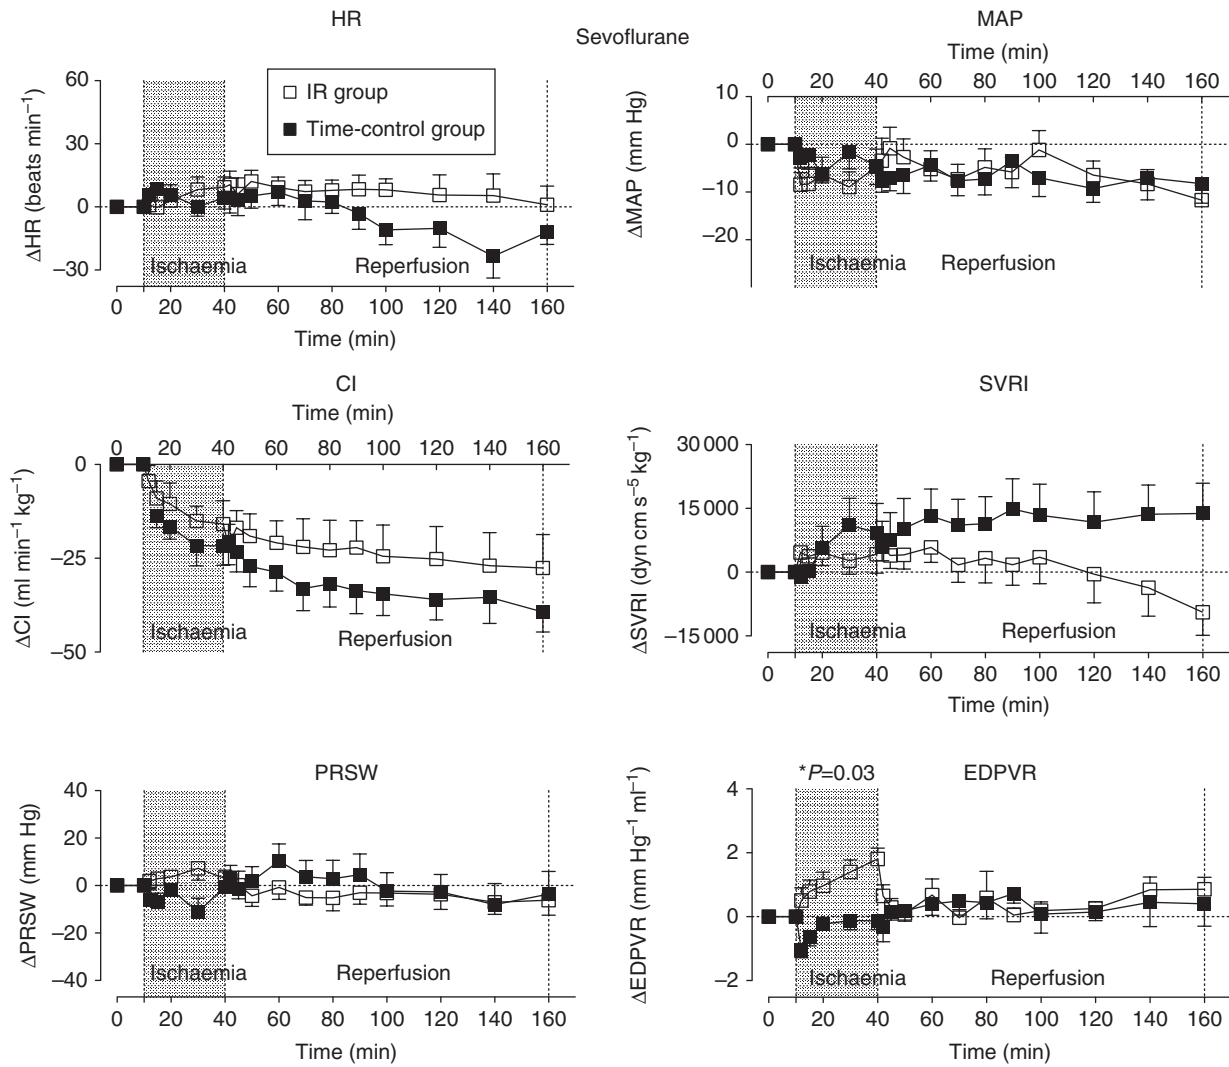 Sevoflurane
HR
ΔHR (beats min⁻¹)
60
30
0
–30
IR group
Time-control group
Ischaemia
Reperfusion
0 20 40 60 80 100 120 140 160
Time (min)
MAP
Time (min)
0 20 40 60 80 100 120 140 160
ΔMAP (mm Hg)
10
0
–10
–20
Ischaemia
Reperfusion
CI
Time (min)
0 20 40 60 80 100 120 140 160
ΔCI (ml min⁻¹ kg⁻¹)
0
–25
–50
Ischaemia
Reperfusion
SVRI
ΔSVRI (dyn cm s⁻⁵ kg⁻¹)
30 000
15 000
0
–15 000
Ischaemia
Reperfusion
0 20 40 60 80 100 120 140 160
Time (min)
PRSW
ΔPRSW (mm Hg)
40
20
0
–20
–40
Ischaemia
Reperfusion
0 20 40 60 80 100 120 140 160
Time (min)
*P=0.03
EDPVR
ΔEDPVR (mm Hg⁻¹ ml⁻¹)
4
2
0
–2
Ischaemia
Reperfusion
0 20 40 60 80 100 120 140 160
Time (min)